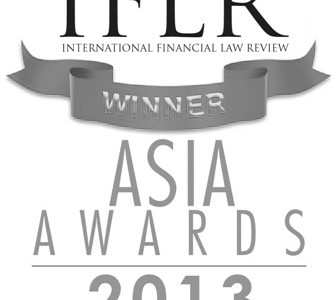 IFLR
INTERNATIONAL FINANCIAL LAW REVIEW
WINNER
ASIA
AWARDS
2013